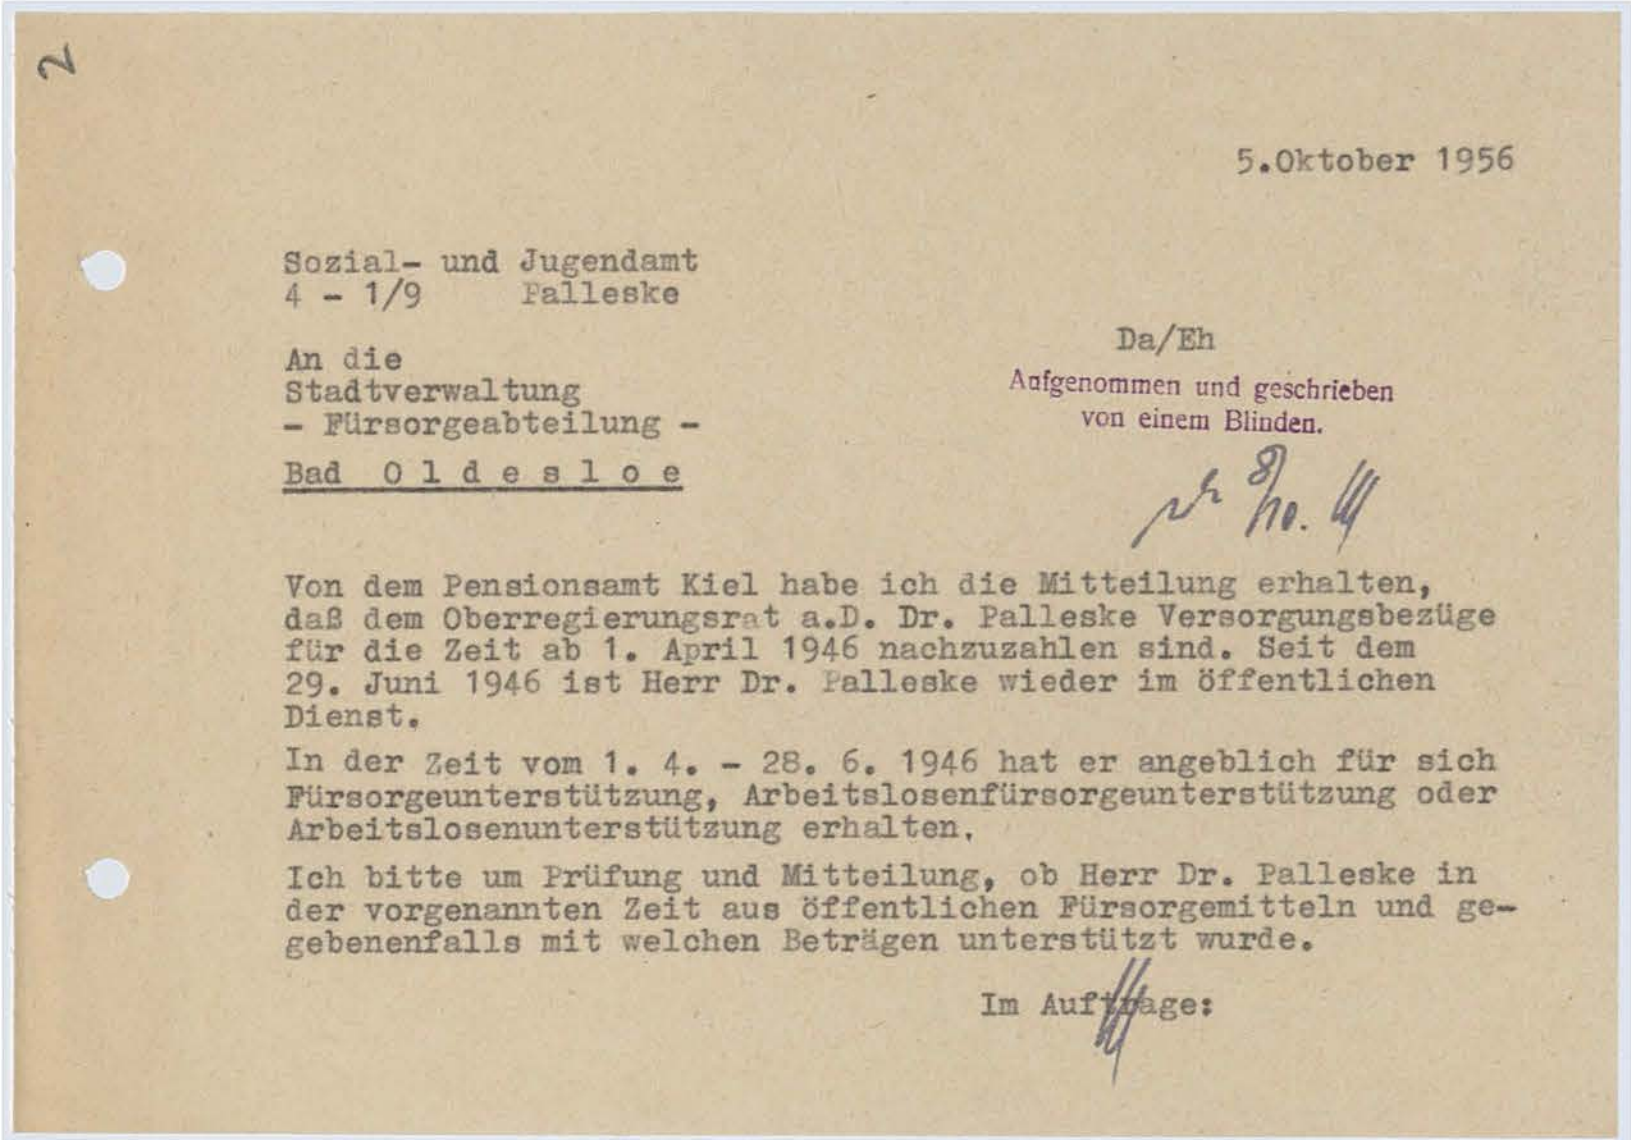 2
5.Oktober 1956
Sozial- und Jugendamt
4 - 1/9 Palleske
Da/Eh
An die
Stadtverwaltung
- Fürsorgeabteilung -
Bad O l d e s l o e
Aufgenommen und geschrieben
von einem Blinden.
8/10.
Von dem Pensionsamt Kiel habe ich die Mitteilung erhalten,
daß dem Oberregierungsrat a.D. Dr. Palleske Versorgungsbezüge
für die Zeit ab 1. April 1946 nachzuzahlen sind. Seit dem
29. Juni 1946 ist Herr Dr. Palleske wieder im öffentlichen
Dienst.
In der Zeit vom 1. 4. - 28. 6. 1946 hat er angeblich für sich
Fürsorgeunterstützung, Arbeitslosenfürsorgeunterstützung oder
Arbeitslosenunterstützung erhalten.
Ich bitte um Prüfung und Mitteilung, ob Herr Dr. Palleske in
der vorgenannten Zeit aus öffentlichen Fürsorgemitteln und ge-
gebenenfalls mit welchen Beträgen unterstützt wurde.
Im Auftrage: